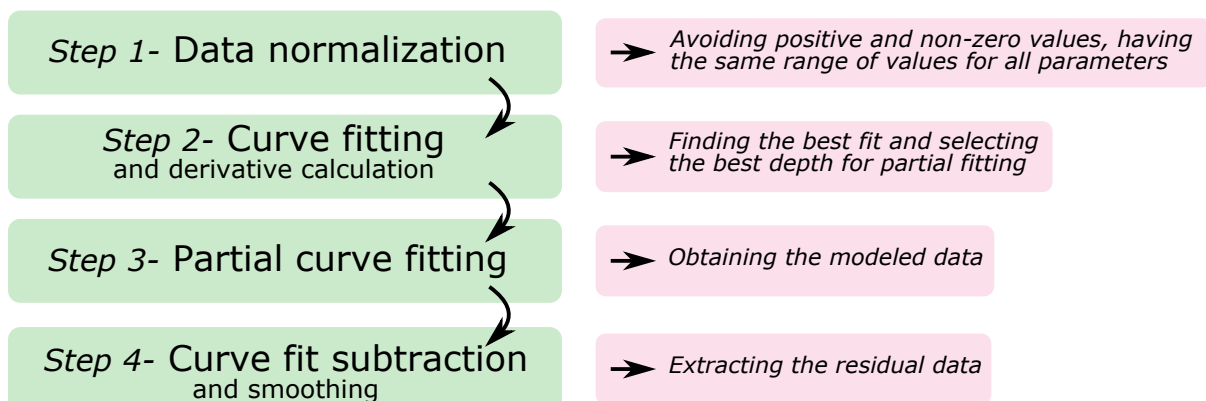 Step 1- Data normalization
Avoiding positive and non-zero values, having
the same range of values for all parameters
Step 2- Curve fitting
and derivative calculation
Finding the best fit and selecting
the best depth for partial fitting
Step 3- Partial curve fitting
Obtaining the modeled data
Step 4- Curve fit subtraction
and smoothing
Extracting the residual data